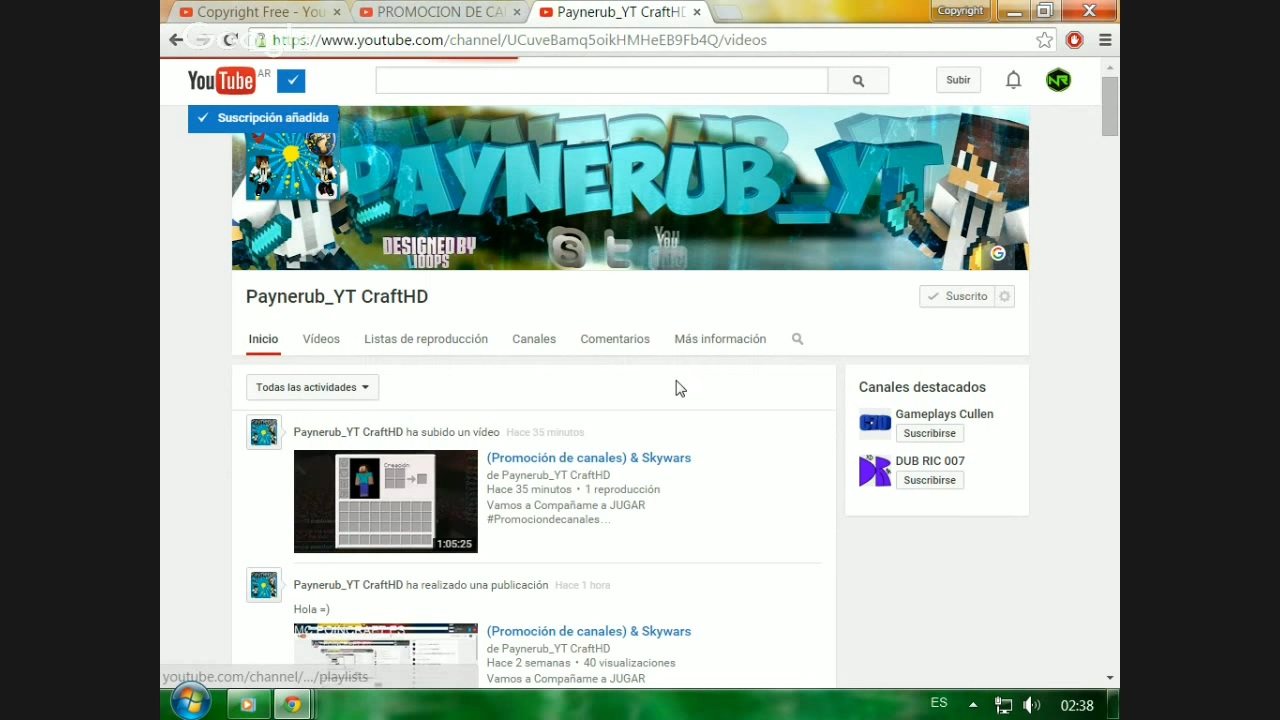 Copyright Free - You
PROMOCION DE CA
Paynerub_YT CraftHD
Copyright
https://www.youtube.com/channel/UCuveBamq5oikHMHeEB9Fb4Q/videos
YouTube AR
Subir
NR
Suscripción añadida
PAYNERUB_YT
DESIGNED BY
LOOPS
You
Paynerub_YT CraftHD
Suscrito
Inicio
Vídeos
Listas de reproducción
Canales
Comentarios
Más información
Todas las actividades
Canales destacados
Gameplays Cullen
Suscribirse
DUB RIC 007
Suscribirse
Paynerub_YT CraftHD ha subido un vídeo Hace 35 minutos
Creación
1:05:25
(Promoción de canales) & Skywars
de Paynerub_YT CraftHD
Hace 35 minutos • 1 reproducción
Vamos a Compañame a JUGAR
#Promociondecanales…
Paynerub_YT CraftHD ha realizado una publicación Hace 1 hora
Hola =)
(Promoción de canales) & Skywars
de Paynerub_YT CraftHD
Hace 2 semanas • 40 visualizaciones
Vamos a Compañame a JUGAR
youtube.com/channel/.../playlists
ES
02:38